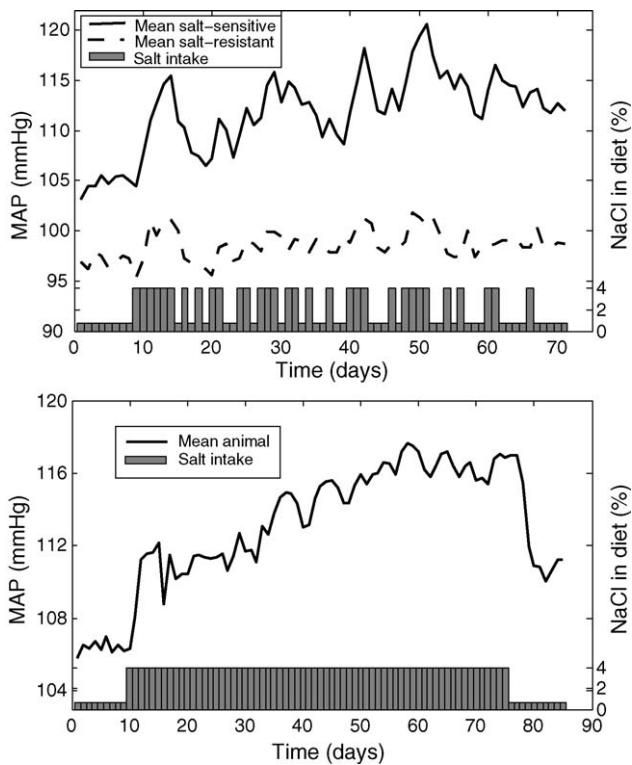 120
Mean salt-sensitive
Mean salt-resistant
Salt intake
115
110
105
100
95
90
MAP (mmHg)
4
2
0
NaCl in diet (%)
0 10 20 30 40 50 60 70
Time (days)
120
Mean animal
Salt intake
116
112
108
104
MAP (mmHg)
4
2
0
NaCl in diet (%)
0 10 20 30 40 50 60 70 80 90
Time (days)